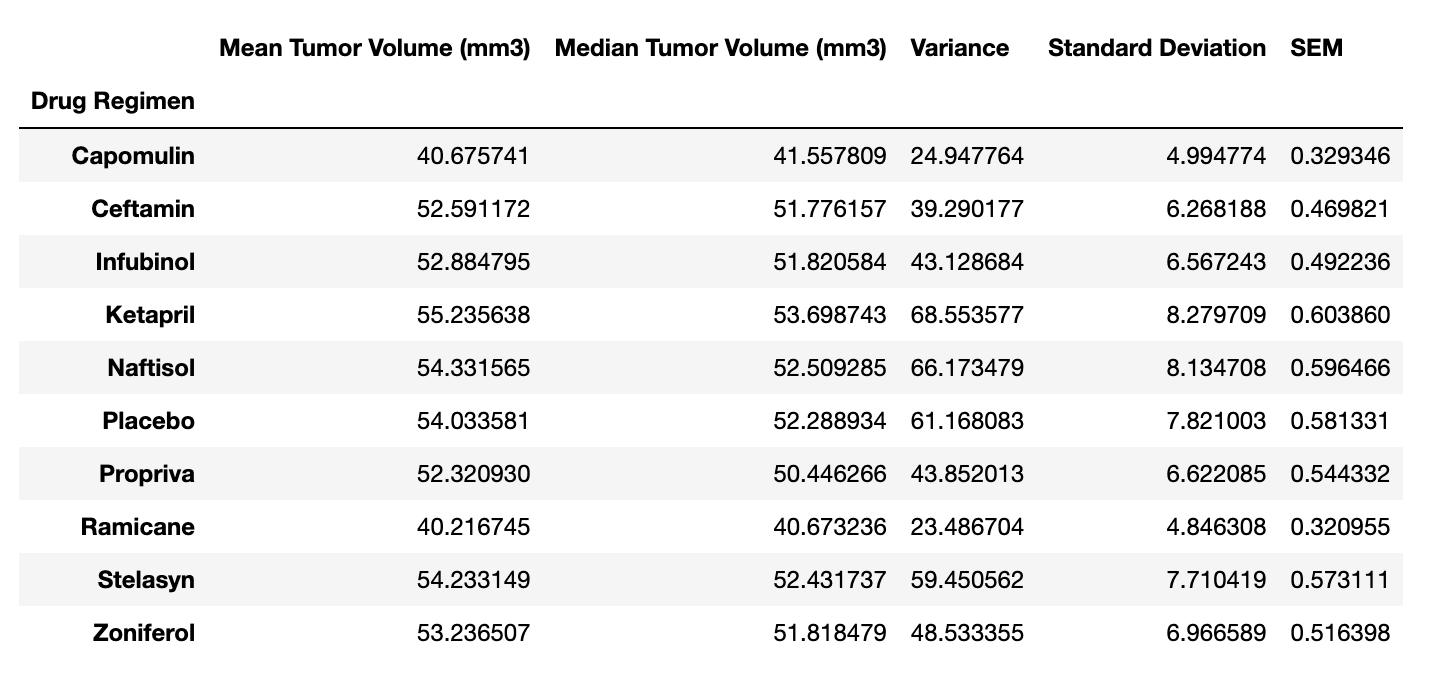 Mean Tumor Volume (mm3) Median Tumor Volume (mm3) Variance Standard Deviation SEM
Drug Regimen
Capomulin 40.675741 41.557809 24.947764 4.994774 0.329346
Ceftamin 52.591172 51.776157 39.290177 6.268188 0.469821
Infubinol 52.884795 51.820584 43.128684 6.567243 0.492236
Ketapril 55.235638 53.698743 68.553577 8.279709 0.603860
Naftisol 54.331565 52.509285 66.173479 8.134708 0.596466
Placebo 54.033581 52.288934 61.168083 7.821003 0.581331
Propriva 52.320930 50.446266 43.852013 6.622085 0.544332
Ramicane 40.216745 40.673236 23.486704 4.846308 0.320955
Stelasyn 54.233149 52.431737 59.450562 7.710419 0.573111
Zoniferol 53.236507 51.818479 48.533355 6.966589 0.516398